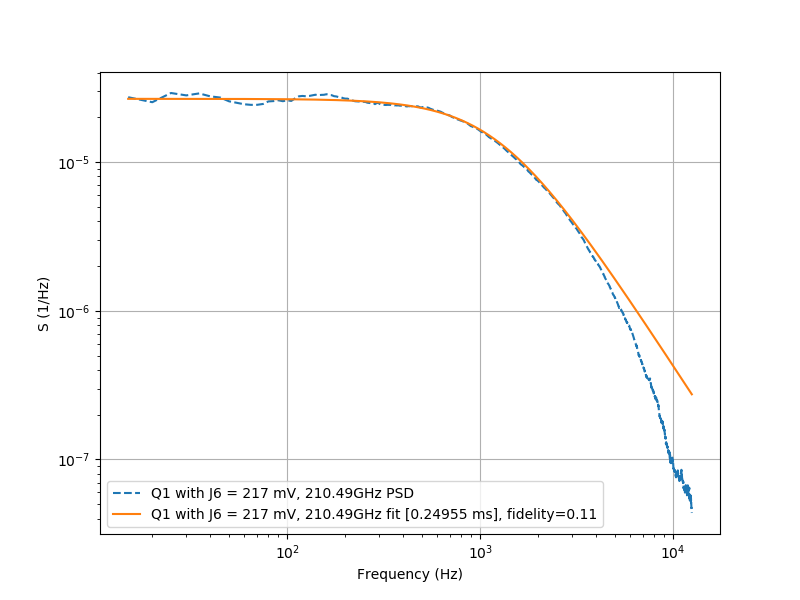 10⁻⁵
10⁻⁶
10⁻⁷
S (1/Hz)
Q1 with J6 = 217 mV, 210.49GHz PSD
Q1 with J6 = 217 mV, 210.49GHz fit [0.24955 ms], fidelity=0.11
10² 10³ 10⁴
Frequency (Hz)